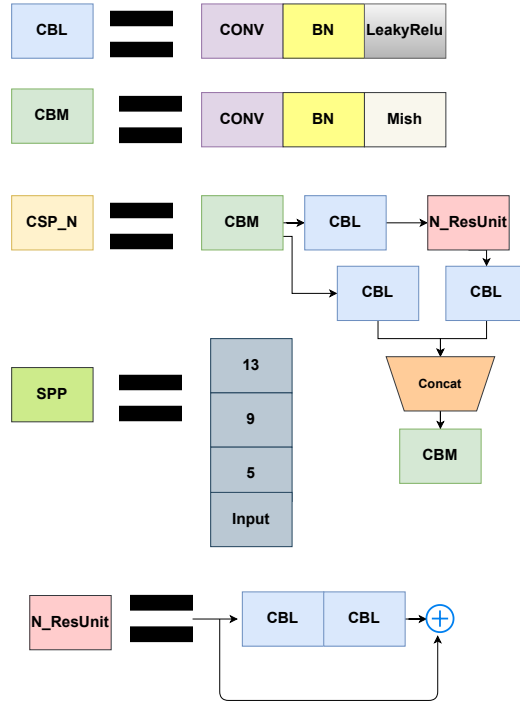 CBL
CONV BN LeakyRelu
CBM
CONV BN Mish
CSP_N
CBM
CBL
N_ResUnit
CBL
CBL
Concat
CBM
SPP
13
9
5
Input
N_ResUnit
CBL CBL